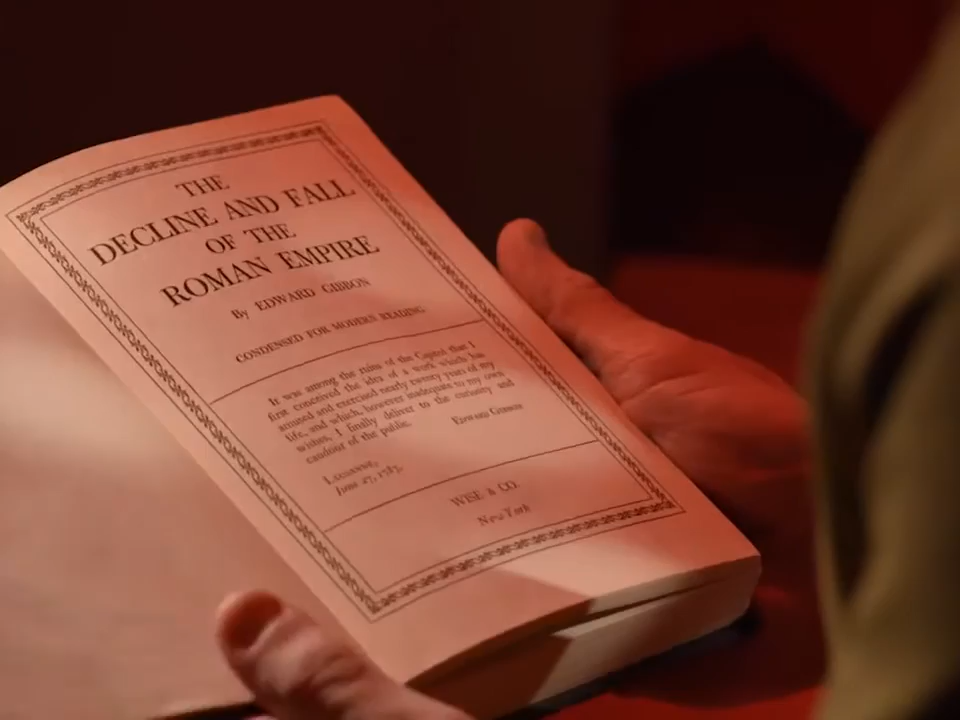 THE
DECLINE AND FALL
OF THE
ROMAN EMPIRE
By EDWARD GIBBON
CONDENSED FOR MODERN READING
It was among the ruins of the Capitol that I
first conceived the idea of a work which has
amused and exercised nearly twenty years of my
life, and which, however inadequate to my own
wishes, I finally deliver to the curiosity and
candour of the public.
Edward Gibbon
Lausanne,
June 27, 1787.
WISE & CO.
New York